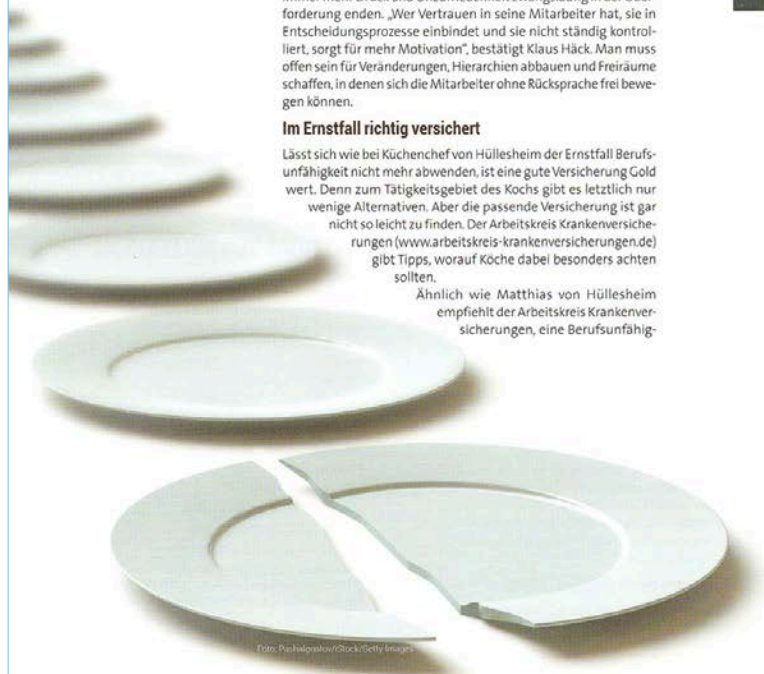 forderung enden. „Wer Vertrauen in seine Mitarbeiter hat, sie in
Entscheidungsprozesse einbindet und sie nicht ständig kontrol-
liert, sorgt für mehr Motivation“, bestätigt Klaus Häck. Man muss
offen sein für Veränderungen, Hierarchien abbauen und Freiräume
schaffen, in denen sich die Mitarbeiter ohne Rücksprache frei bewe-
gen können.
Im Ernstfall richtig versichert
Lässt sich wie bei Küchenchef von Hüllesheim der Ernstfall Berufs-
unfähigkeit nicht mehr abwenden, ist eine gute Versicherung Gold
wert. Denn zum Tätigkeitsgebiet des Kochs gibt es letztlich nur
wenige Alternativen. Aber die passende Versicherung ist gar
nicht so leicht zu finden. Der Arbeitskreis Krankenversiche-
rungen (www.arbeitskreis-krankenversicherungen.de)
gibt Tipps, worauf Köche dabei besonders achten
sollten.
Ähnlich wie Matthias von Hüllesheim
empfiehlt der Arbeitskreis Krankenver-
sicherungen, eine Berufsunfähig-
Foto: /iStock/Getty Images